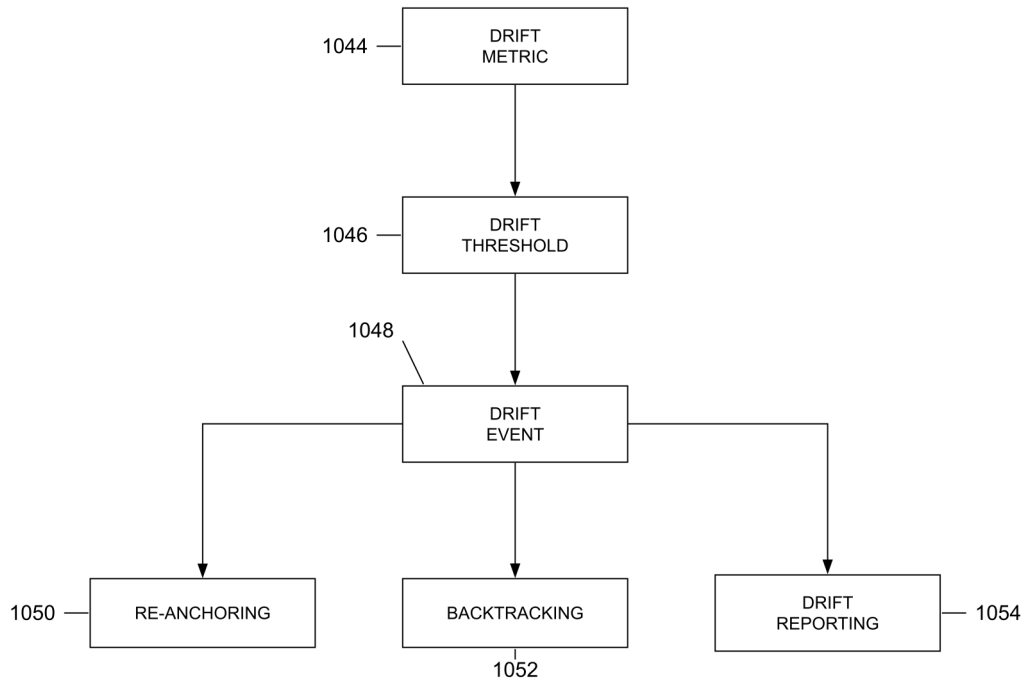 1044
DRIFT
METRIC
1046
DRIFT
THRESHOLD
1048
DRIFT
EVENT
1050
RE-ANCHORING
BACKTRACKING
1052
DRIFT
REPORTING
1054